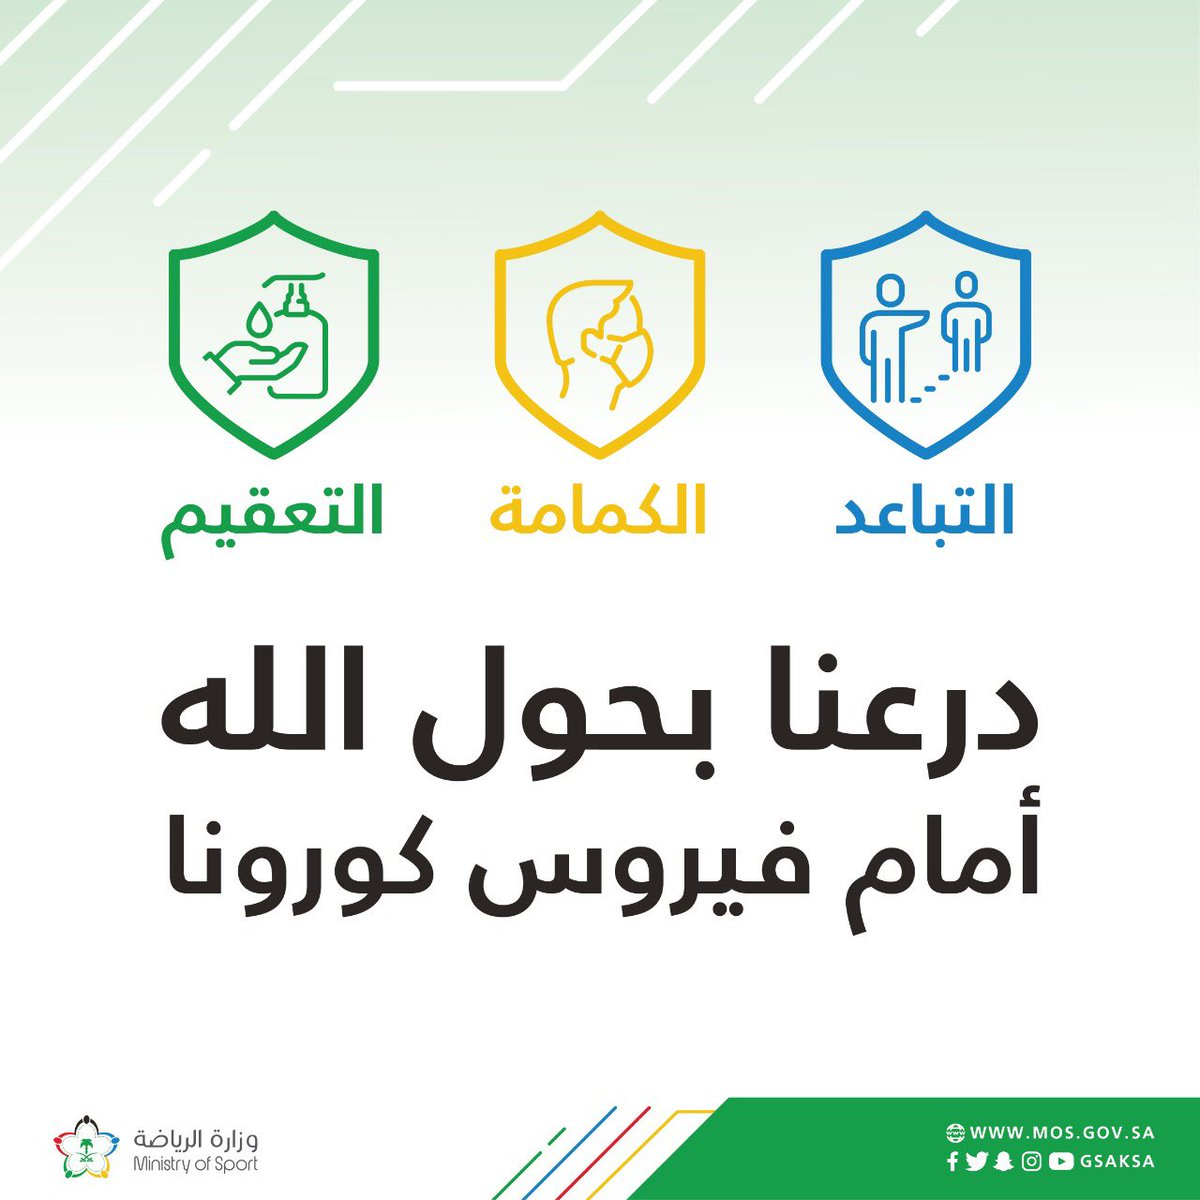 التباعد
الكمامة
التعقيم
درعنا بحول الله
أمام فيروس كورونا
وزارة الرياضة
Ministry of Sport
WWW.MOS.GOV.SA
GSAKSA